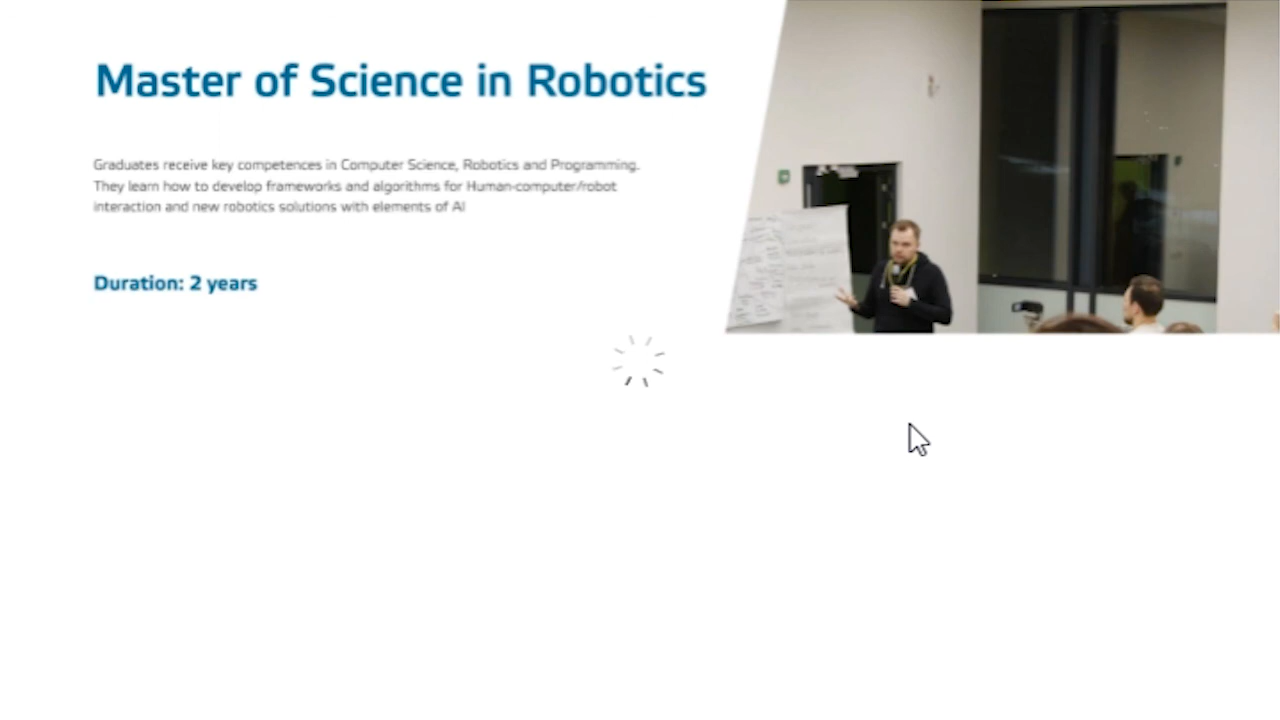 Master of Science in Robotics
Graduates receive key competences in Computer Science, Robotics and Programming.
They learn how to develop frameworks and algorithms for Human-computer/robot
interaction and new robotics solutions with elements of AI
Duration: 2 years